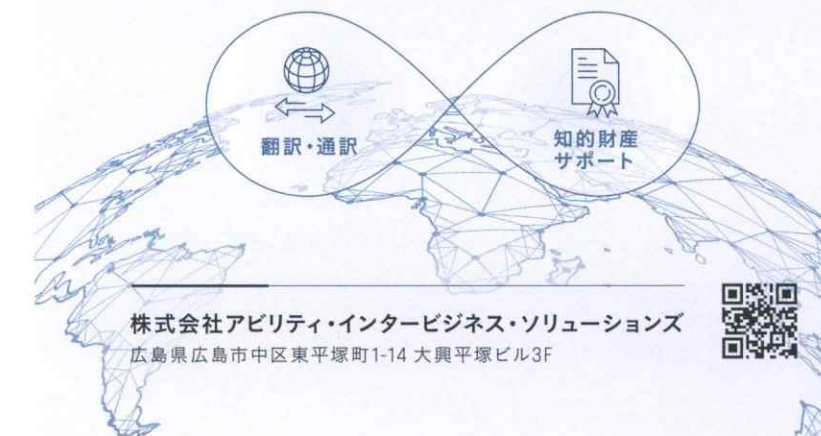 翻訳・通訳
知的財産
サポート
株式会社アビリティ・インタービジネス・ソリューションズ
広島県広島市中区東平塚町1-14 大興平塚ビル3F